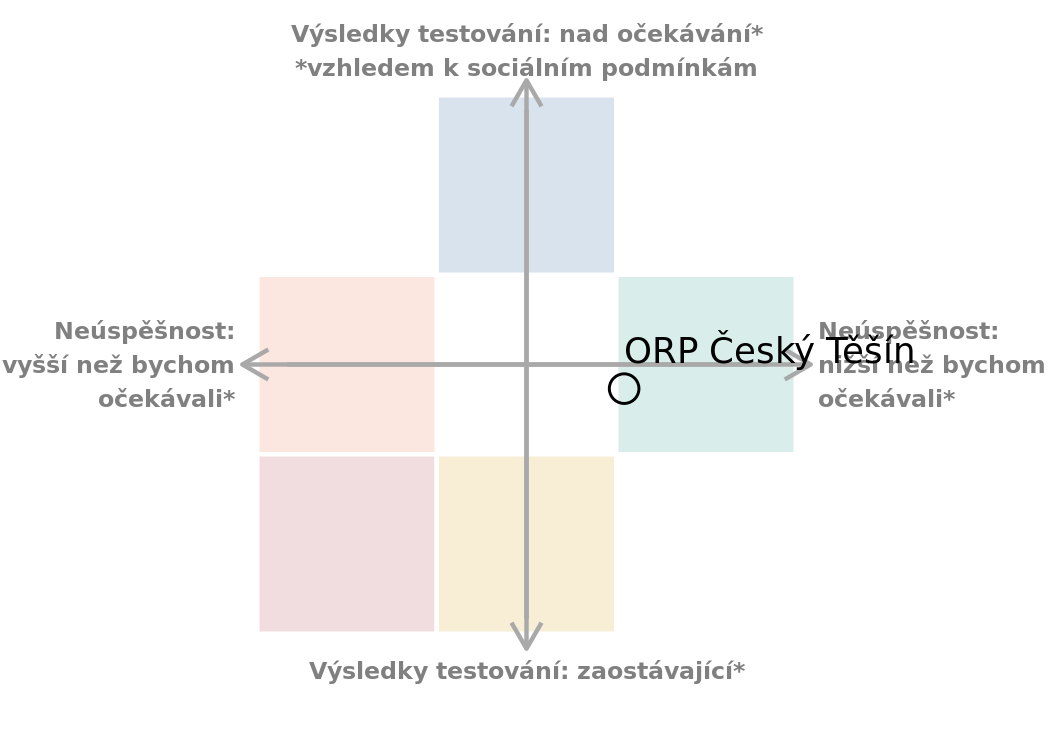 Výsledky testování: nad očekávání*
*vzhledem k sociálním podmínkám
Neúspěšnost:
vyšší než bychom
očekávali*
ORP Český Těšín
Neúspěšnost:
nižší než bychom
očekávali*
Výsledky testování: zaostávající*